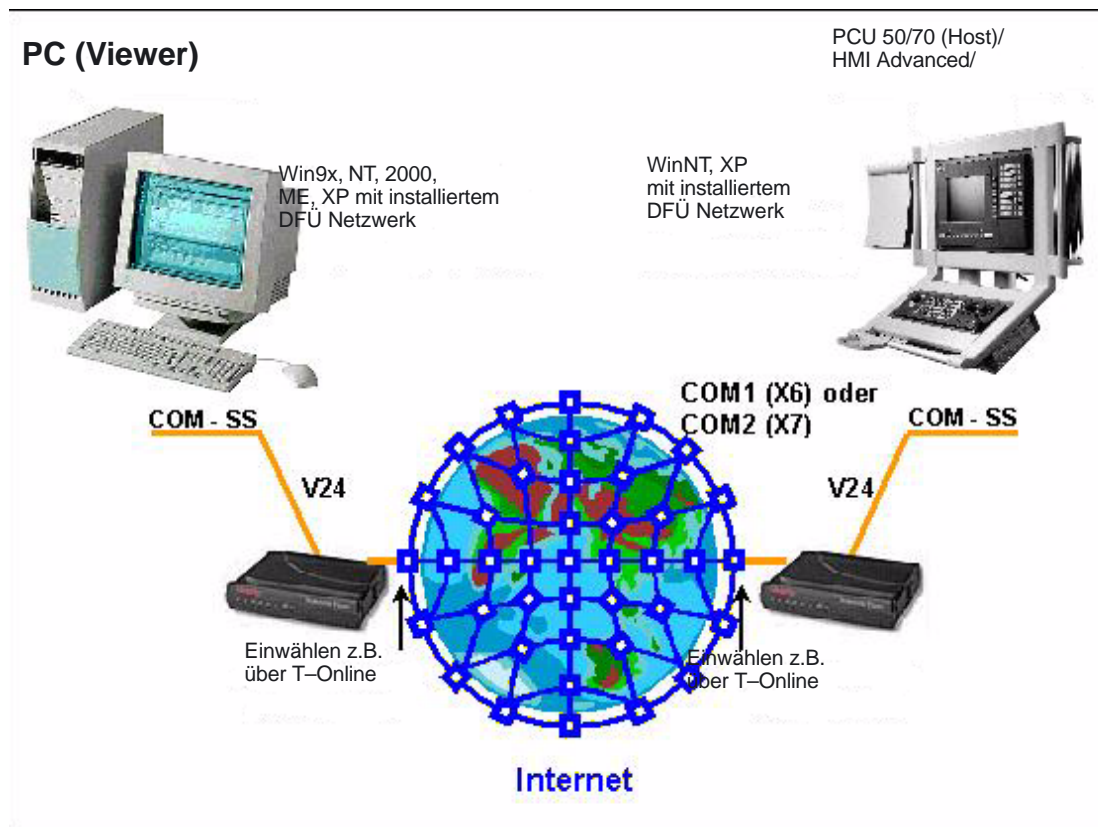 PC (Viewer)
PCU 50/70 (Host)/
HMI Advanced/
Win9x, NT, 2000,
ME, XP mit installiertem
DFÜ Netzwerk
WinNT, XP
mit installiertem
DFÜ Netzwerk
COM1 (X6) oder
COM2 (X7)
COM - SS
COM - SS
V24
V24
Einwählen z.B.
über T–Online
Einwählen z.B.
über T–Online
Internet